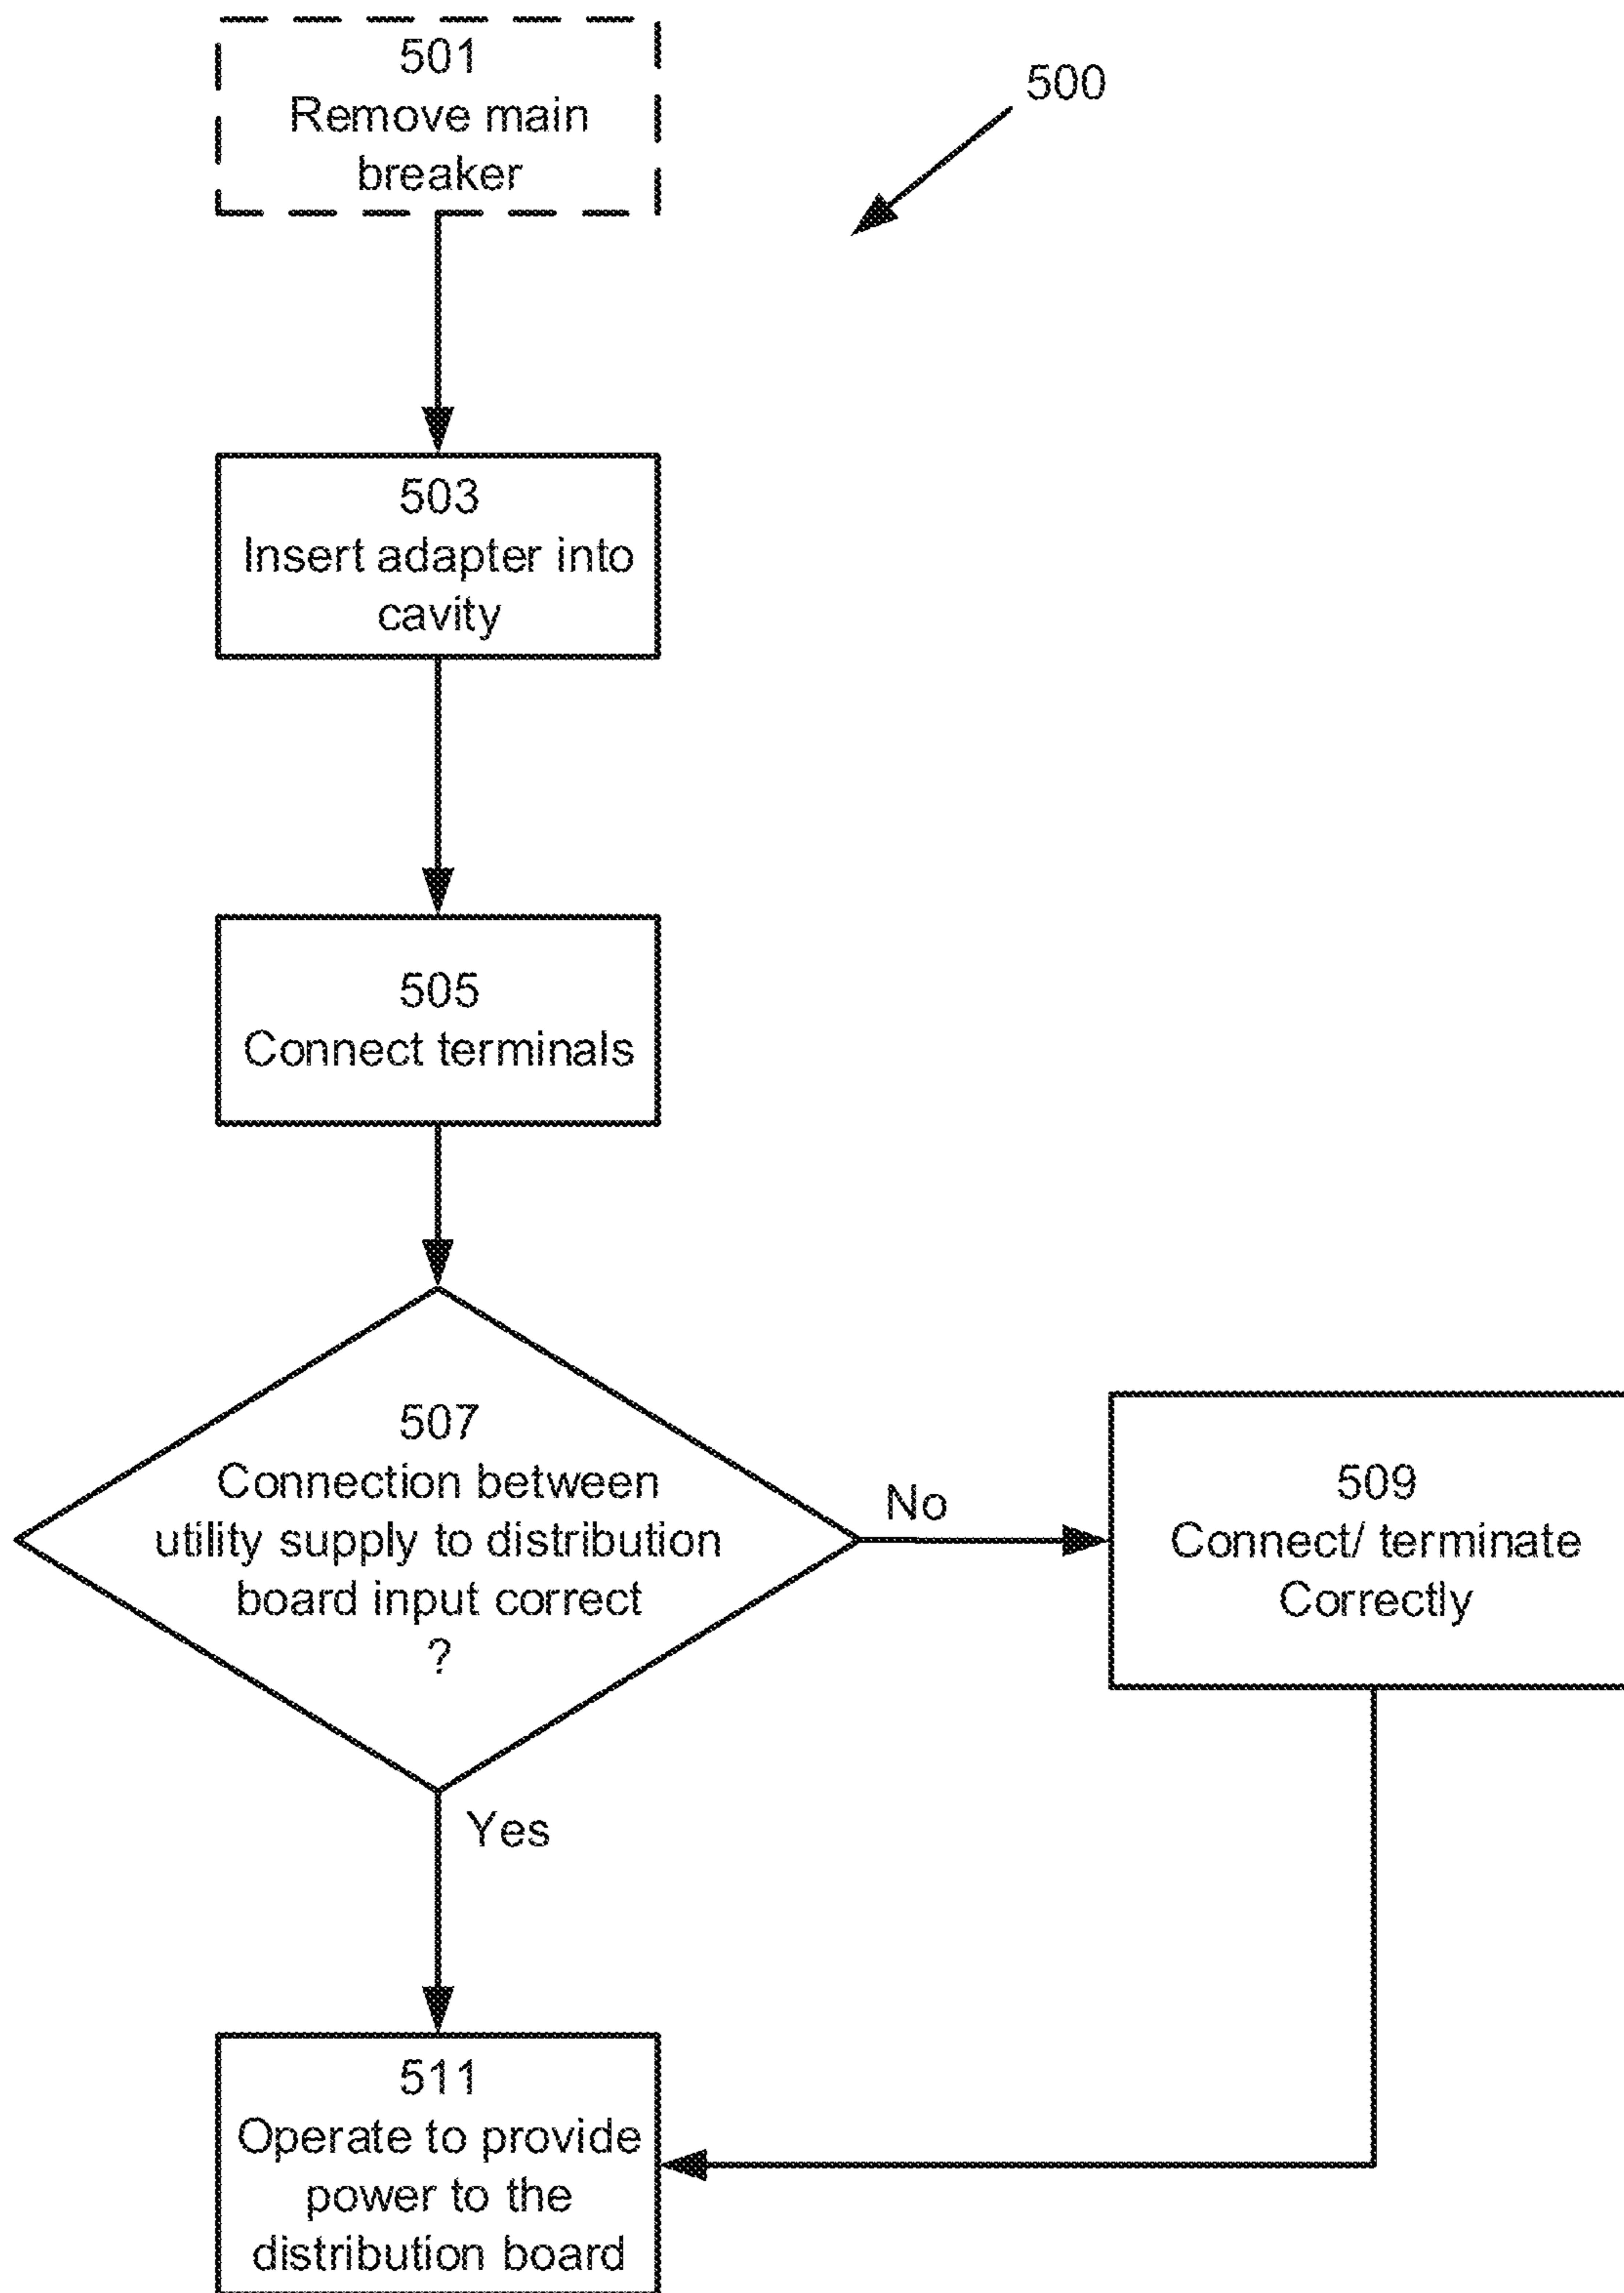 501
Remove main
breaker
500
503
Insert adapter into
cavity
505
Connect terminals
507
Connection between
utility supply to distribution
board input correct
?
No
509
Connect/ terminate
Correctly
Yes
511
Operate to provide
power to the
distribution board